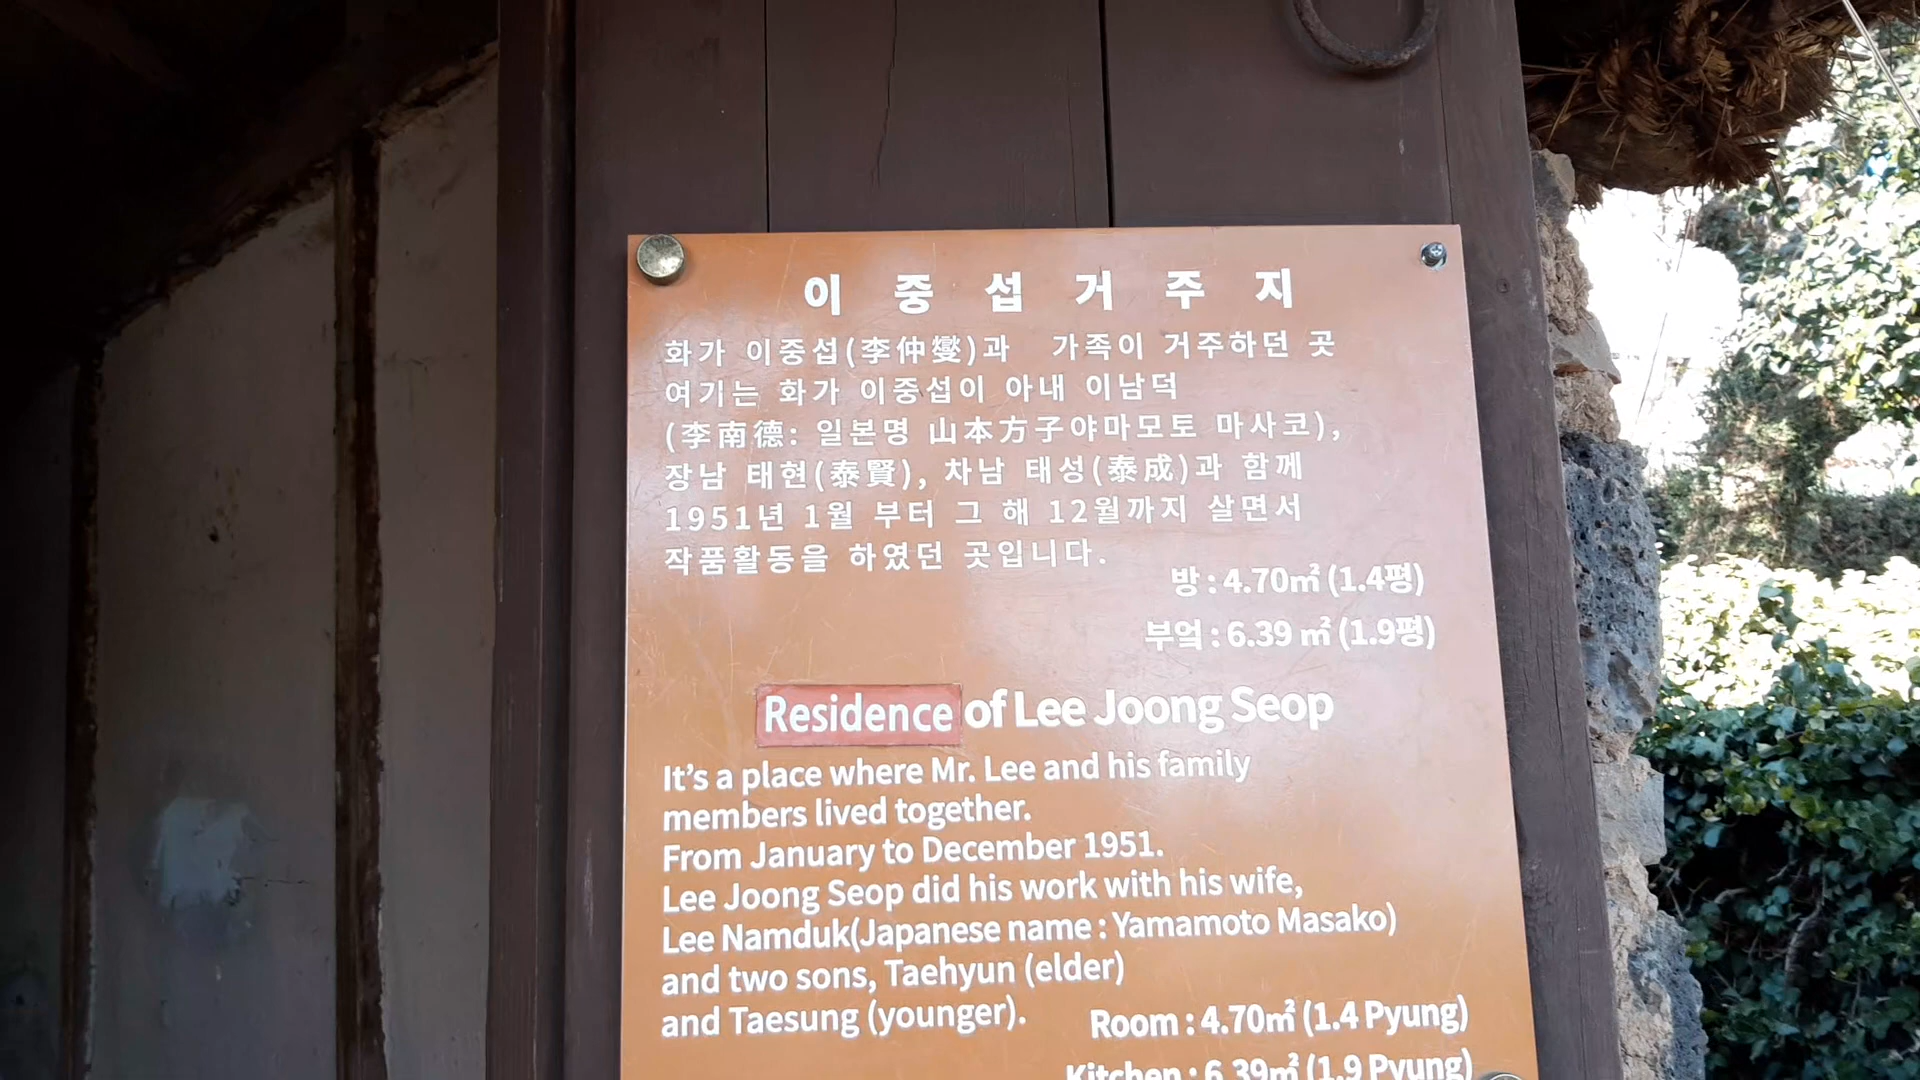 이 중 섭 거 주 지
화가 이중섭(李仲燮)과 가족이 거주하던 곳
여기는 화가 이중섭이 아내 이남덕
(李南德: 일본명 山本方子야마모토 마사코),
장남 태현(泰賢), 차남 태성(泰成)과 함께
1951년 1월 부터 그 해 12월까지 살면서
작품활동을 하였던 곳입니다.
방 : 4.70㎡ (1.4평)
부엌 : 6.39 ㎡ (1.9평)
Residence of Lee Joong Seop
It's a place where Mr. Lee and his family
members lived together.
From January to December 1951.
Lee Joong Seop did his work with his wife,
Lee Namduk(Japanese name : Yamamoto Masako)
and two sons, Taehyun (elder)
and Taesung (younger).
Room : 4.70㎡ (1.4 Pyung)
Kitchen : 6.39㎡ (1.9 Pyung)